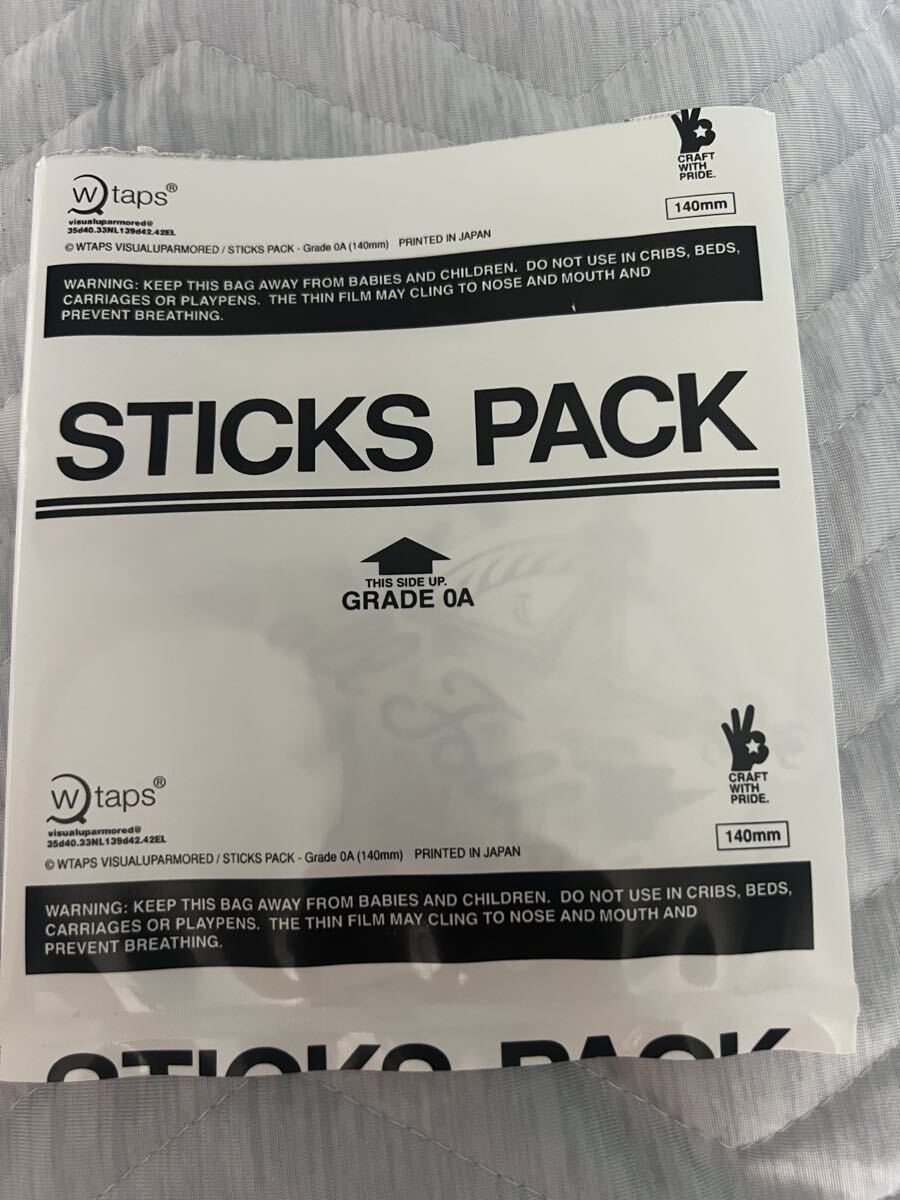 CRAFT
WITH
PRIDE.
Wtaps®
visualuparmored@
35d40.33NL139d42.42EL
140mm
© WTAPS VISUALUPARMORED / STICKS PACK - Grade 0A (140mm) PRINTED IN JAPAN
WARNING: KEEP THIS BAG AWAY FROM BABIES AND CHILDREN. DO NOT USE IN CRIBS, BEDS,
CARRIAGES OR PLAYPENS. THE THIN FILM MAY CLING TO NOSE AND MOUTH AND
PREVENT BREATHING.
STICKS PACK
THIS SIDE UP.
GRADE 0A
CRAFT
WITH
PRIDE.
Wtaps®
visualuparmored@
35d40.33NL139d42.42EL
140mm
© WTAPS VISUALUPARMORED / STICKS PACK - Grade 0A (140mm) PRINTED IN JAPAN
WARNING: KEEP THIS BAG AWAY FROM BABIES AND CHILDREN. DO NOT USE IN CRIBS, BEDS,
CARRIAGES OR PLAYPENS. THE THIN FILM MAY CLING TO NOSE AND MOUTH AND
PREVENT BREATHING.
STICKS PACK